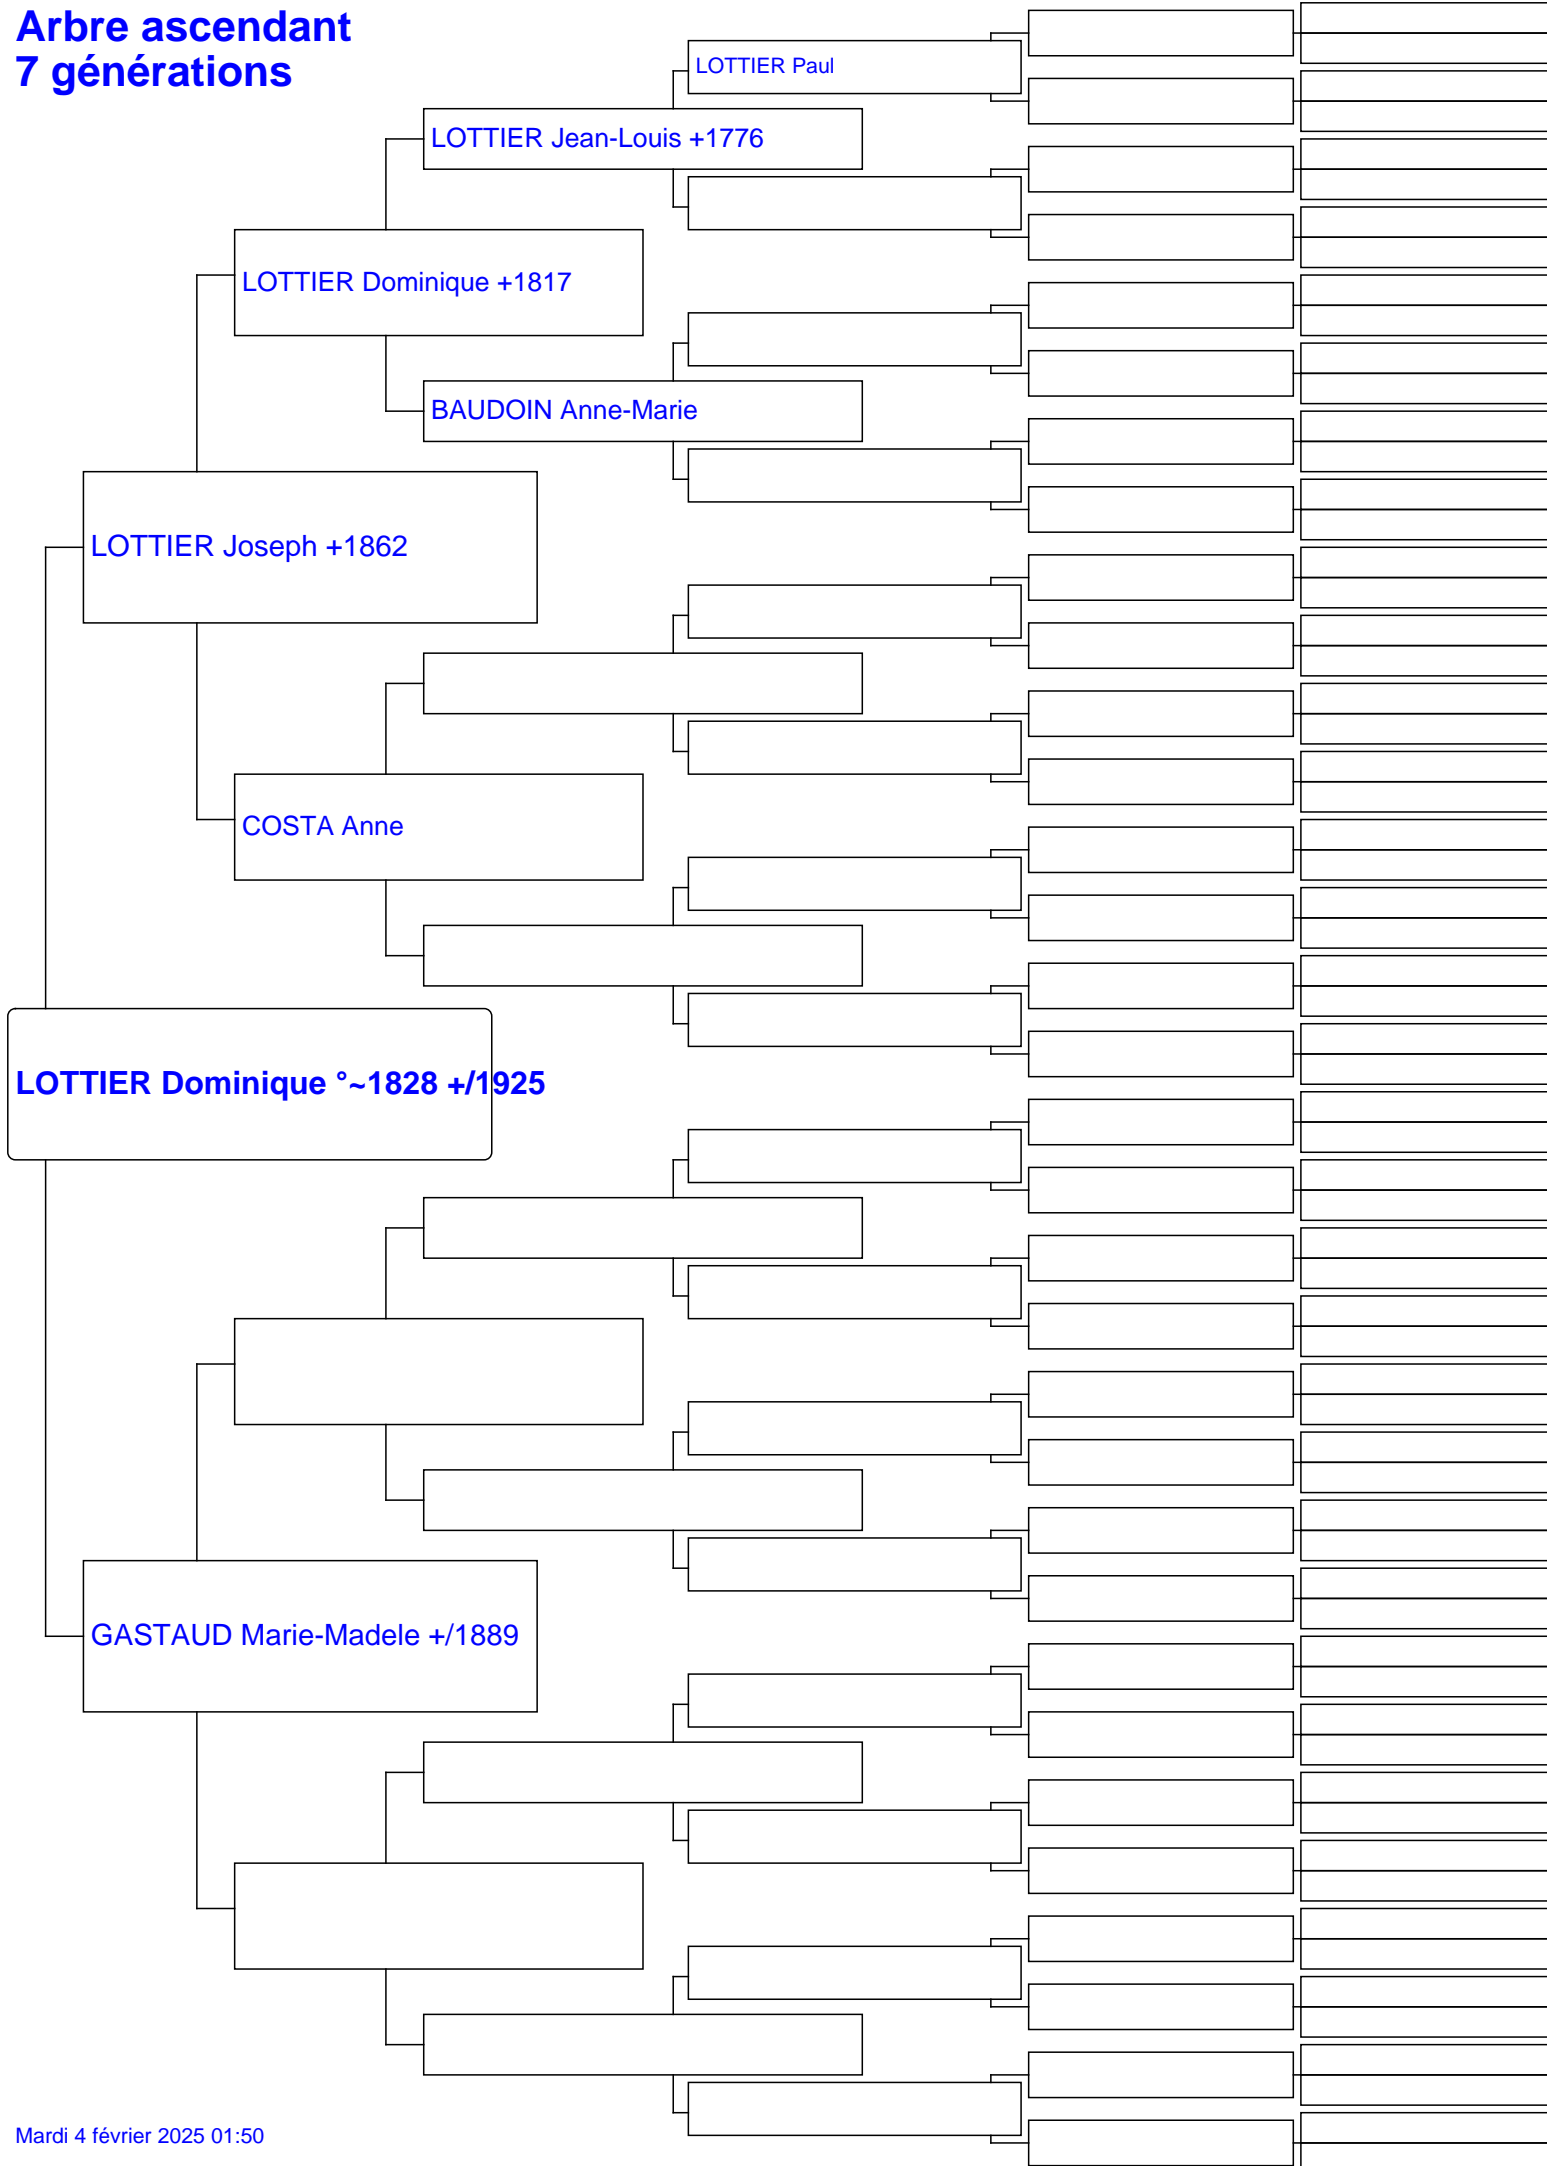 Arbre ascendant
7 générations
LOTTIER Paul
LOTTIER Jean-Louis +1776
LOTTIER Dominique +1817
BAUDOIN Anne-Marie
LOTTIER Joseph +1862
COSTA Anne
LOTTIER Dominique °~1828 +/1925
GASTAUD Marie-Madele +/1889
Mardi 4 février 2025 01:50